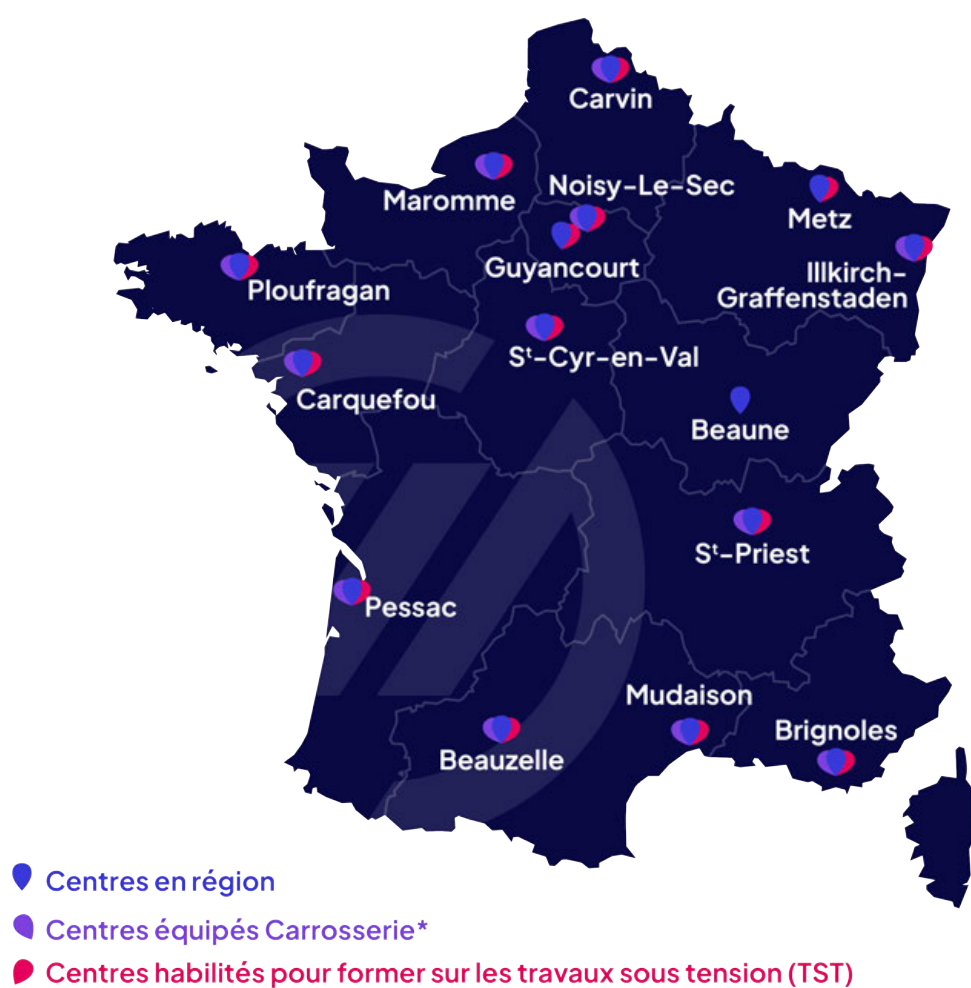 Carvin
Maromme
Noisy-Le-Sec
Metz
Guyancourt
Illkirch-
Graffenstaden
Ploufragan
Sᵗ-Cyr-en-Val
Carquefou
Beaune
Sᵗ-Priest
Pessac
Mudaison
Brignoles
Beauzelle
Centres en région
Centres équipés Carrosserie*
Centres habilités pour former sur les travaux sous tension (TST)